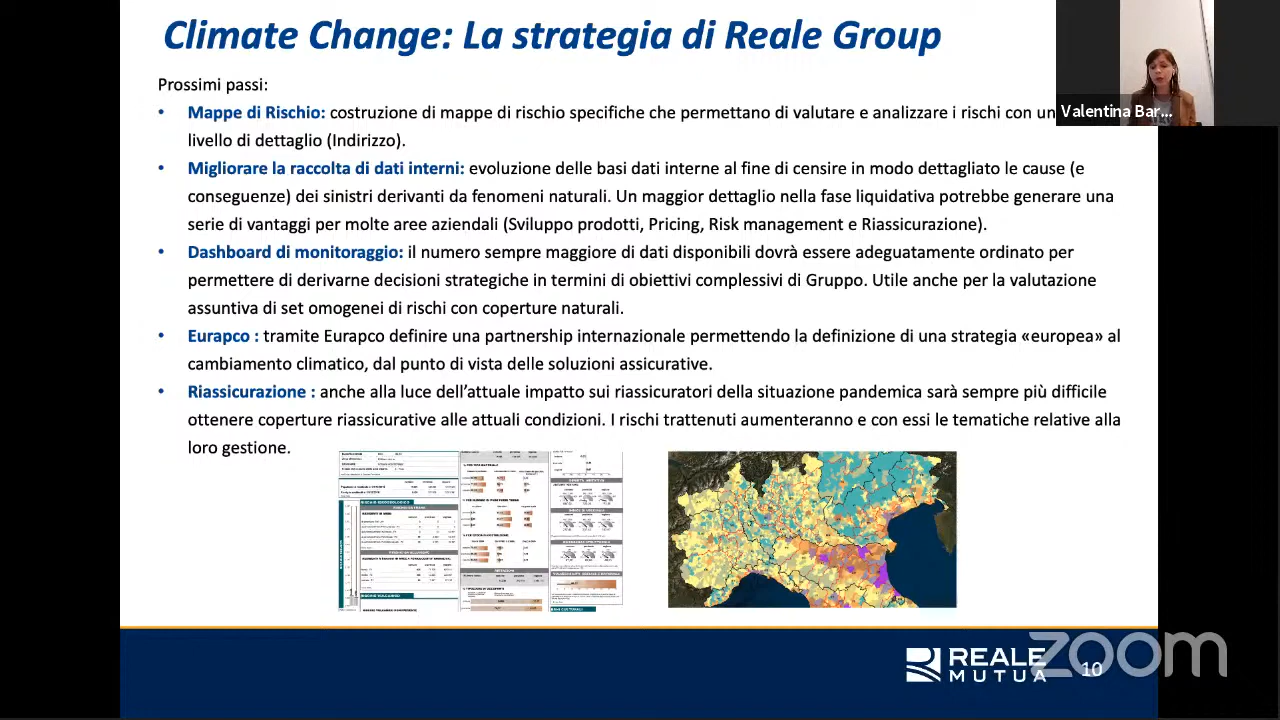 Climate Change: La strategia di Reale Group
Valentina Bar...
Prossimi passi:
• Mappe di Rischio: costruzione di mappe di rischio specifiche che permettano di valutare e analizzare i rischi con un
livello di dettaglio (Indirizzo).
• Migliorare la raccolta di dati interni: evoluzione delle basi dati interne al fine di censire in modo dettagliato le cause (e
conseguenze) dei sinistri derivanti da fenomeni naturali. Un maggior dettaglio nella fase liquidativa potrebbe generare una
serie di vantaggi per molte aree aziendali (Sviluppo prodotti, Pricing, Risk management e Riassicurazione).
• Dashboard di monitoraggio: il numero sempre maggiore di dati disponibili dovrà essere adeguatamente ordinato per
permettere di derivarne decisioni strategiche in termini di obiettivi complessivi di Gruppo. Utile anche per la valutazione
assuntiva di set omogenei di rischi con coperture naturali.
• Eurapco : tramite Eurapco definire una partnership internazionale permettendo la definizione di una strategia «europea» al
cambiamento climatico, dal punto di vista delle soluzioni assicurative.
• Riassicurazione : anche alla luce dell’attuale impatto sui riassicuratori della situazione pandemica sarà sempre più difficile
ottenere coperture riassicurative alle attuali condizioni. I rischi trattenuti aumenteranno e con essi le tematiche relative alla
loro gestione.
REALE
MUTUA
10
zoom